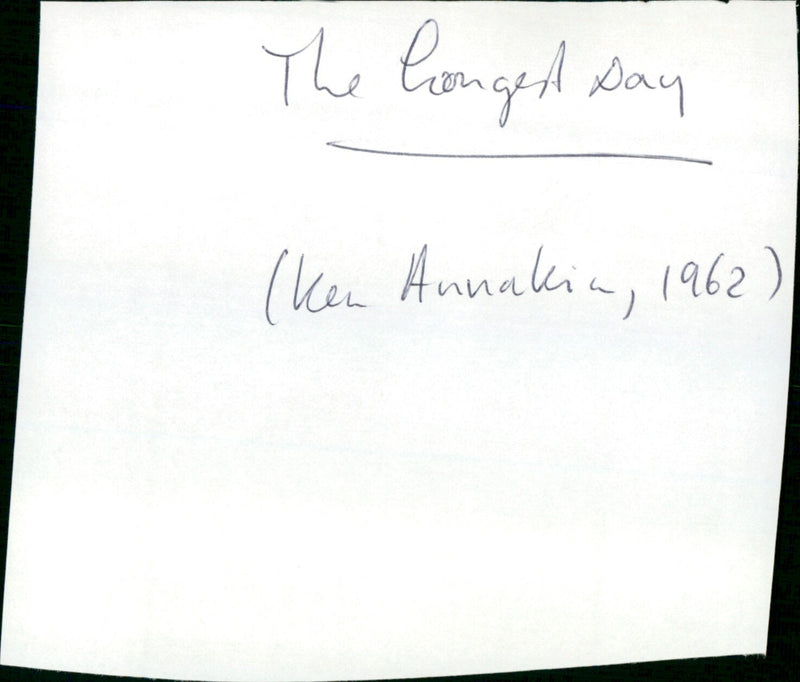 The Longest Day
(Ken Annakin, 1962)